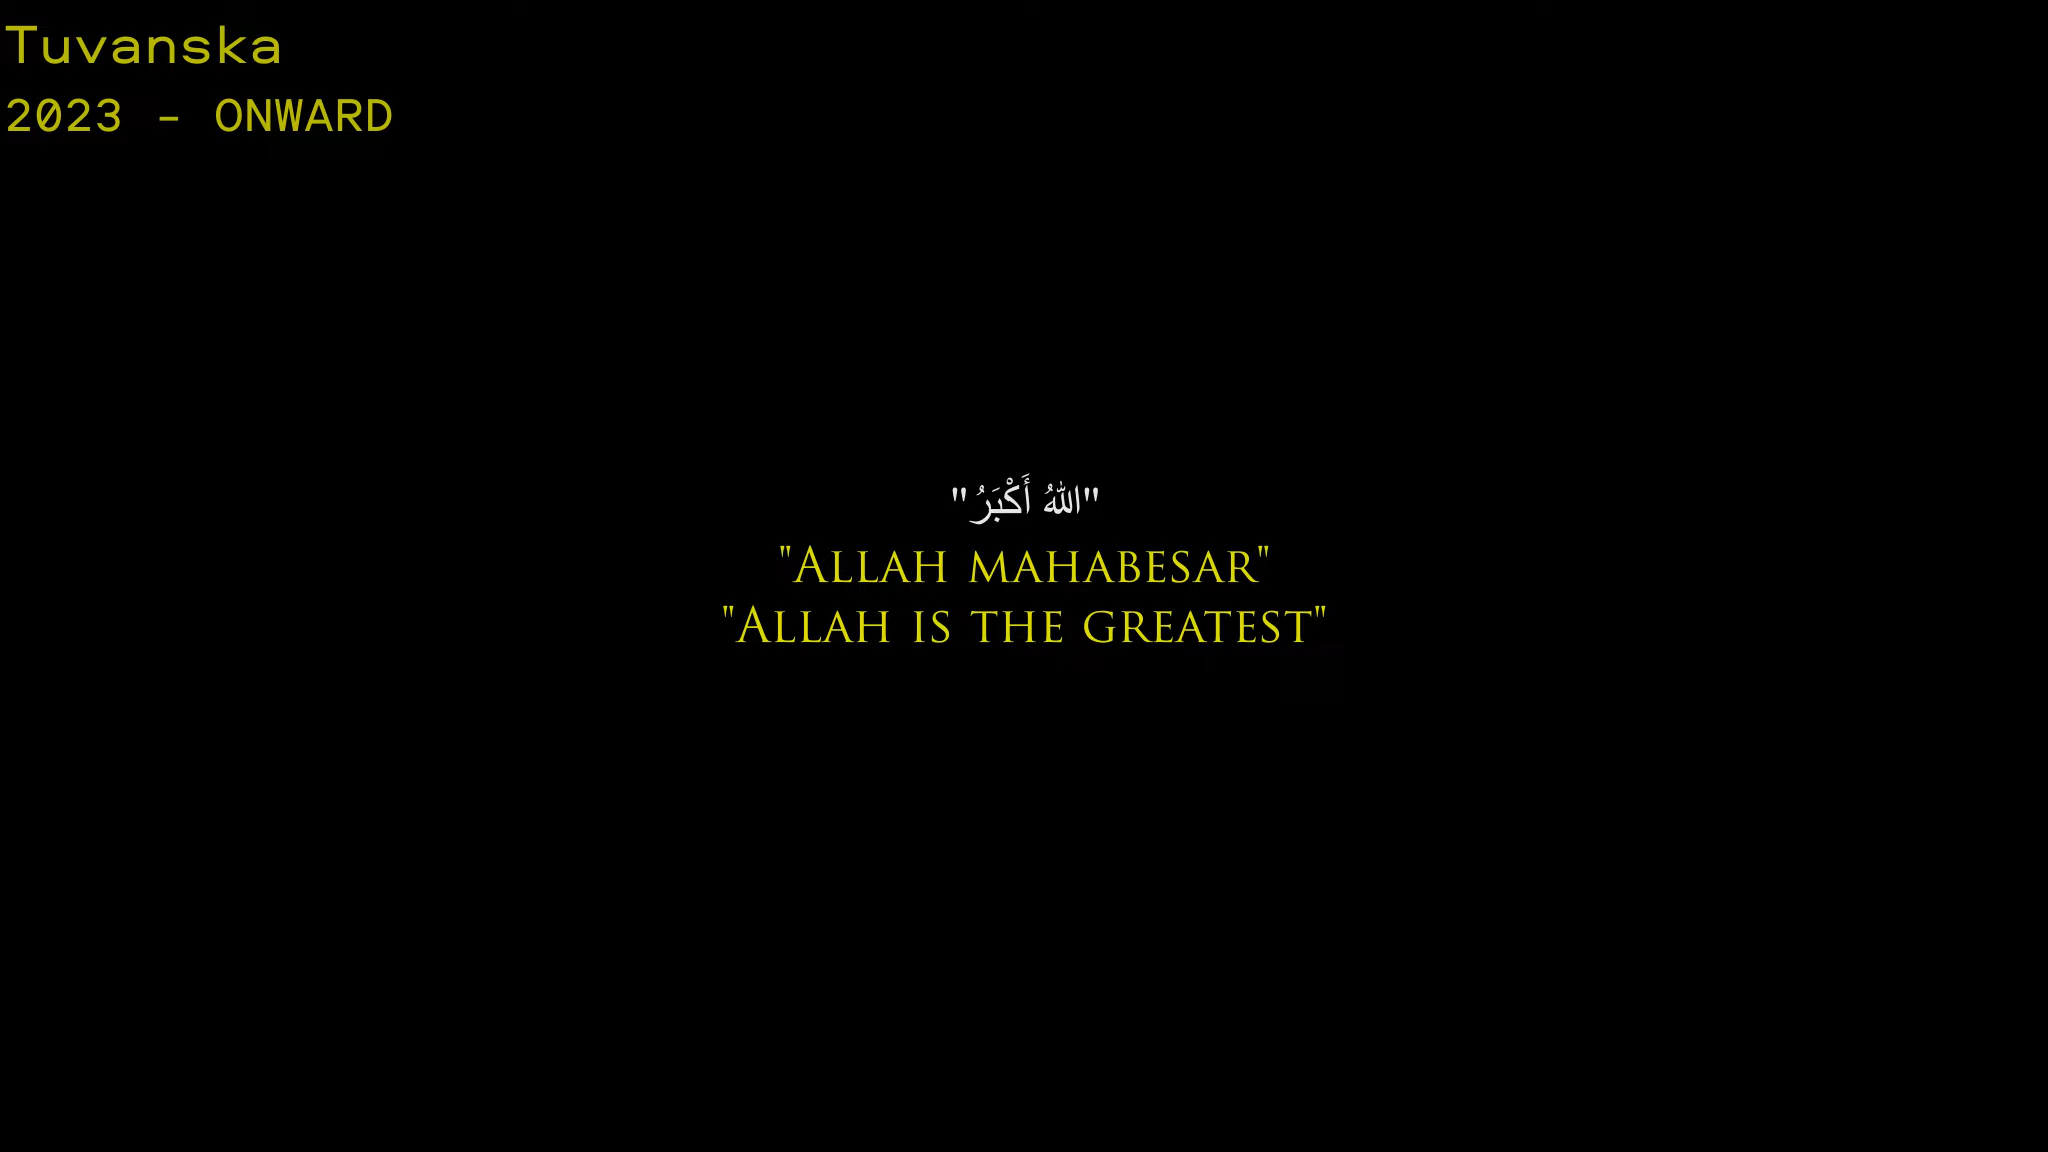 Tuvanska
2023 - ONWARD
"اللهُ أَكْبَرُ"
"ALLAH MAHABESAR"
"ALLAH IS THE GREATEST"